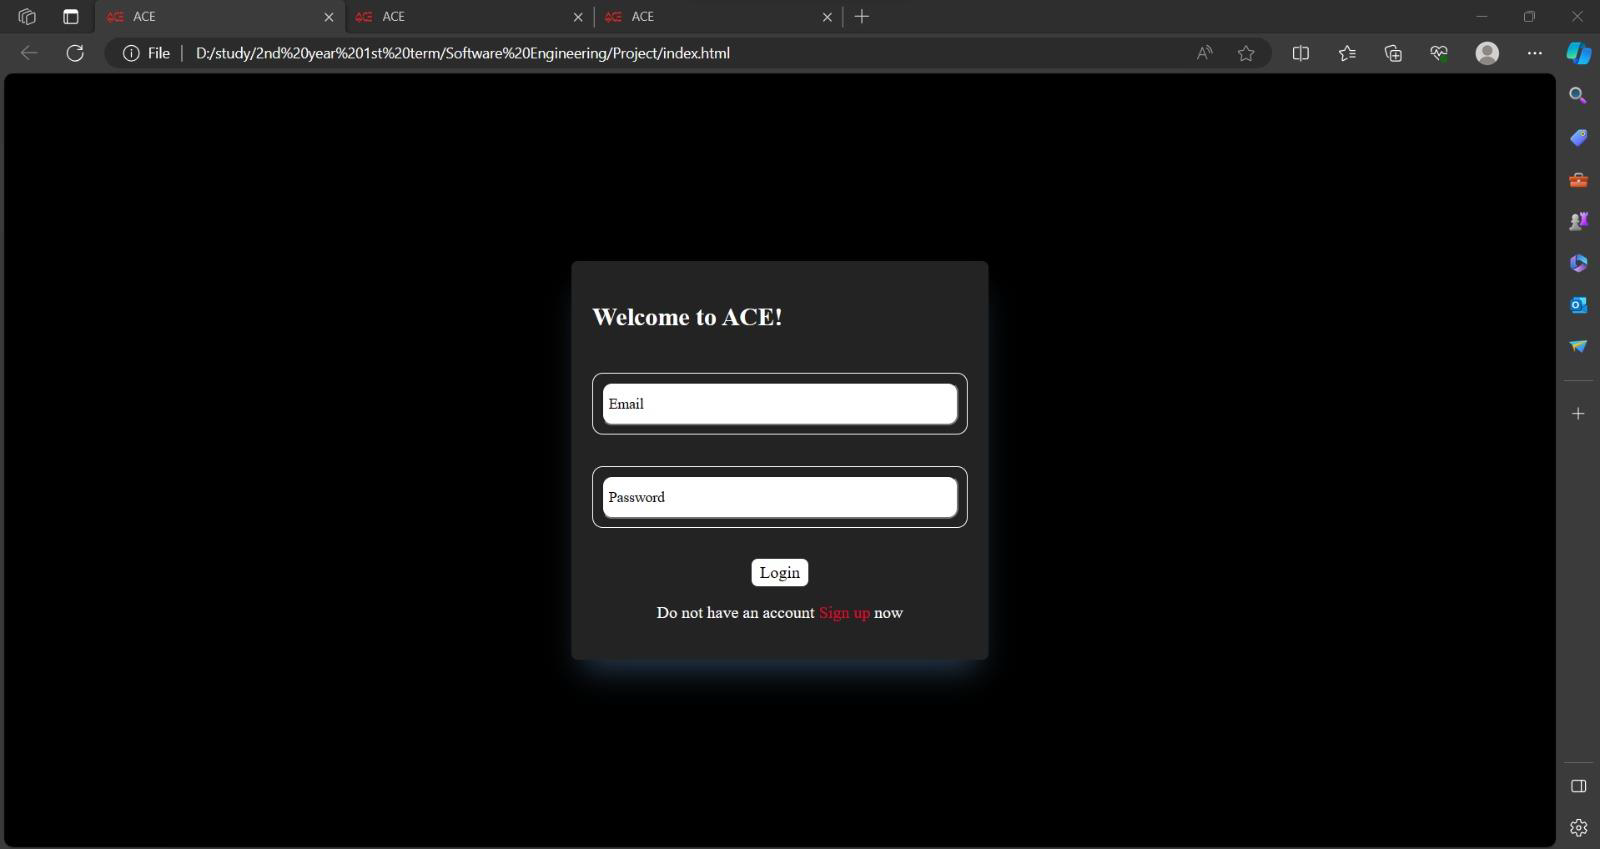 ACE
ACE
ACE
File
D:/study/2nd%20year%201st%20term/Software%20Engineering/Project/index.html
Welcome to ACE!
Email
Password
Login
Do not have an account Sign up now